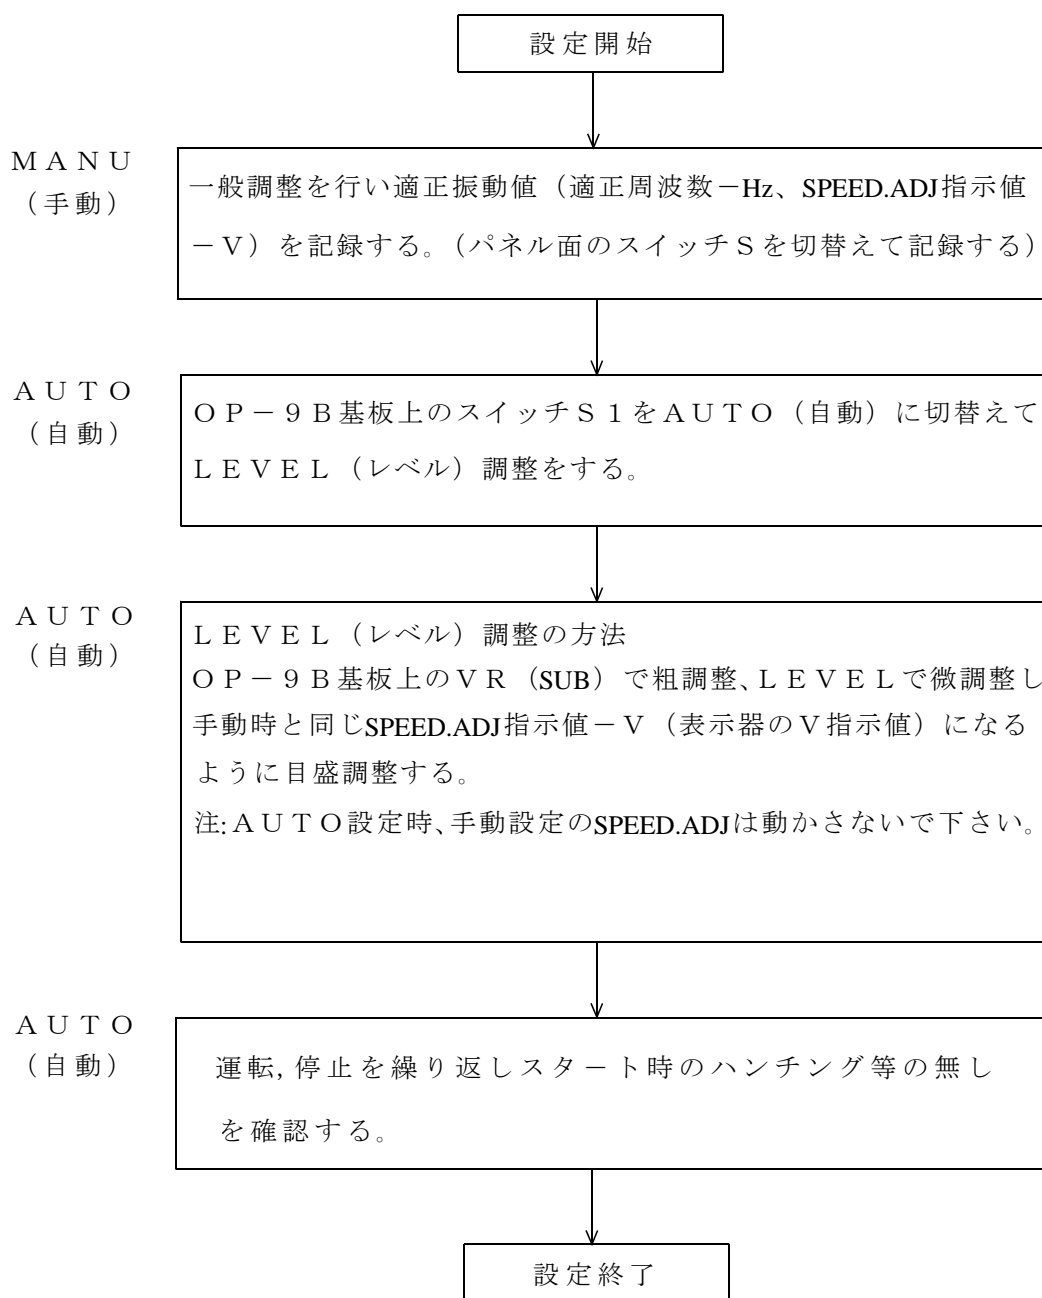 設定開始
ＭＡＮＵ
（手動）
一般調整を行い適正振動値（適正周波数－Hz、SPEED.ADJ指示値
－Ｖ）を記録する。（パネル面のスイッチＳを切替えて記録する）
ＡＵＴＯ
（自動）
ＯＰ－９Ｂ基板上のスイッチＳ１をＡＵＴＯ（自動）に切替えて
ＬＥＶＥＬ（レベル）調整をする。
ＡＵＴＯ
（自動）
ＬＥＶＥＬ（レベル）調整の方法
ＯＰ－９Ｂ基板上のＶＲ（SUB）で粗調整、ＬＥＶＥＬで微調整し
手動時と同じSPEED.ADJ指示値－Ｖ（表示器のＶ指示値）になる
ように目盛調整する。
注:ＡＵＴＯ設定時、手動設定のSPEED.ADJは動かさないで下さい。
ＡＵＴＯ
（自動）
運転,停止を繰り返しスタ－ト時のハンチング等の無し
を確認する。
設定終了